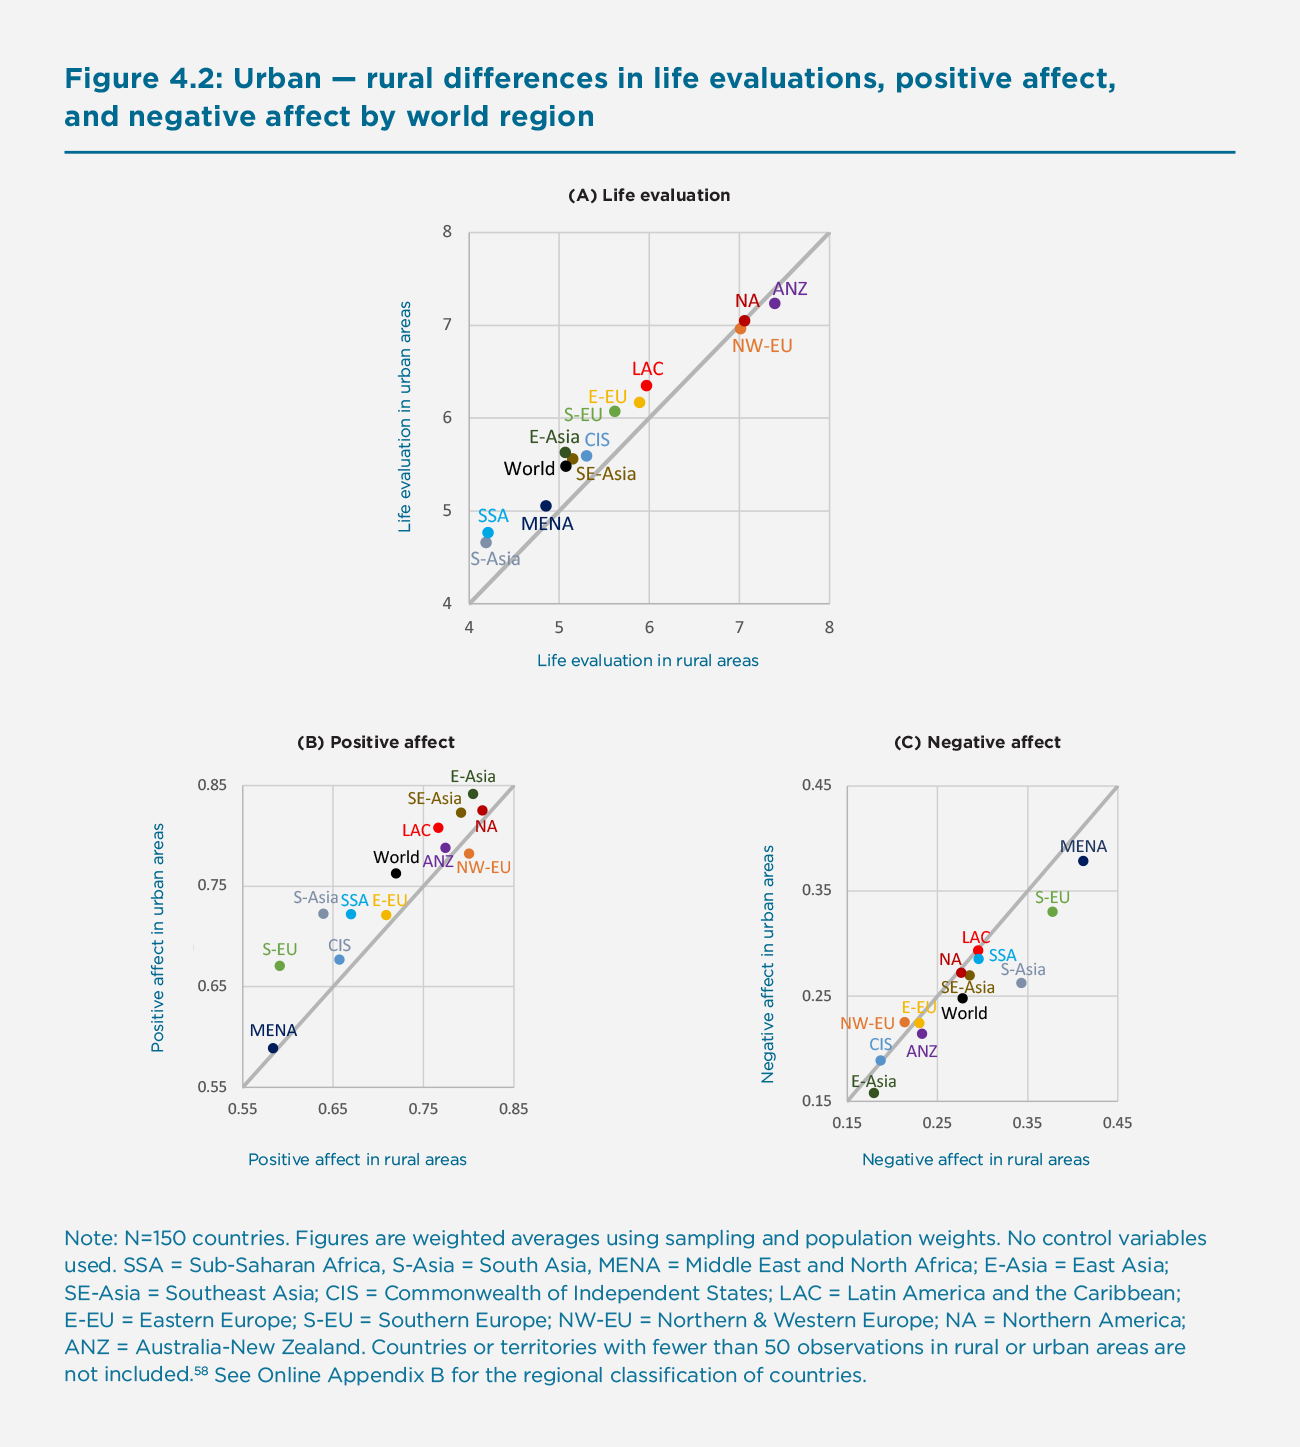 Figure 4.2: Urban — rural differences in life evaluations, positive affect,
and negative affect by world region
(A) Life evaluation
8
7
6
5
4
4 5 6 7 8
Life evaluation in urban areas
Life evaluation in rural areas
ANZ
NA
NW-EU
LAC
E-EU
S-EU
E-Asia
CIS
World
SE-Asia
SSA
MENA
S-Asia
(B) Positive affect
0.85
0.75
0.65
0.55
0.55 0.65 0.75 0.85
Positive affect in urban areas
Positive affect in rural areas
E-Asia
SE-Asia
NA
LAC
World
ANZ
NW-EU
S-Asia
SSA
E-EU
CIS
S-EU
MENA
(C) Negative affect
0.45
0.35
0.25
0.15
0.15 0.25 0.35 0.45
Negative affect in urban areas
Negative affect in rural areas
MENA
S-EU
LAC
SSA
NA
S-Asia
SE-Asia
E-EU
World
NW-EU
CIS
ANZ
E-Asia
Note: N=150 countries. Figures are weighted averages using sampling and population weights. No control variables
used. SSA = Sub-Saharan Africa, S-Asia = South Asia, MENA = Middle East and North Africa; E-Asia = East Asia;
SE-Asia = Southeast Asia; CIS = Commonwealth of Independent States; LAC = Latin America and the Caribbean;
E-EU = Eastern Europe; S-EU = Southern Europe; NW-EU = Northern & Western Europe; NA = Northern America;
ANZ = Australia-New Zealand. Countries or territories with fewer than 50 observations in rural or urban areas are
not included.58 See Online Appendix B for the regional classification of countries.